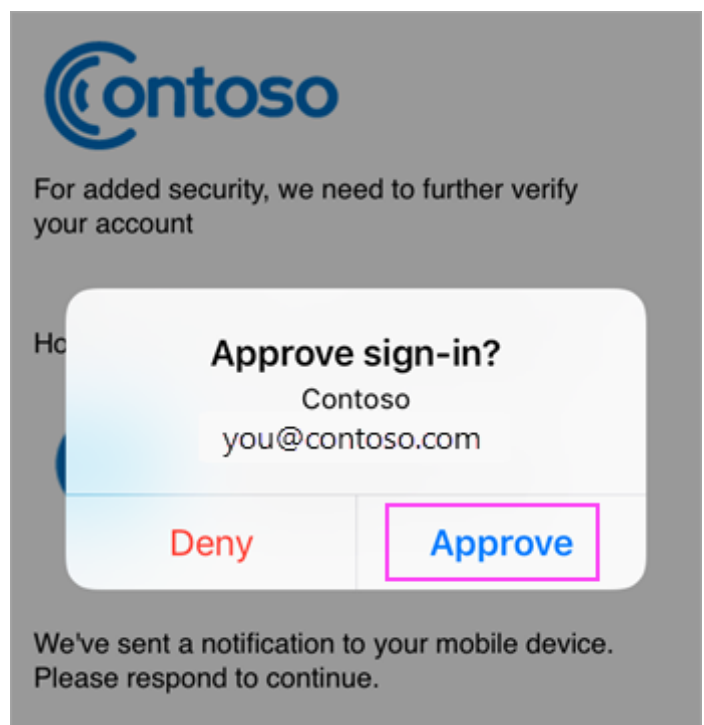 Contoso
For added security, we need to further verify
your account
Ho
Approve sign-in?
Contoso
you@contoso.com
Deny
Approve
We've sent a notification to your mobile device.
Please respond to continue.